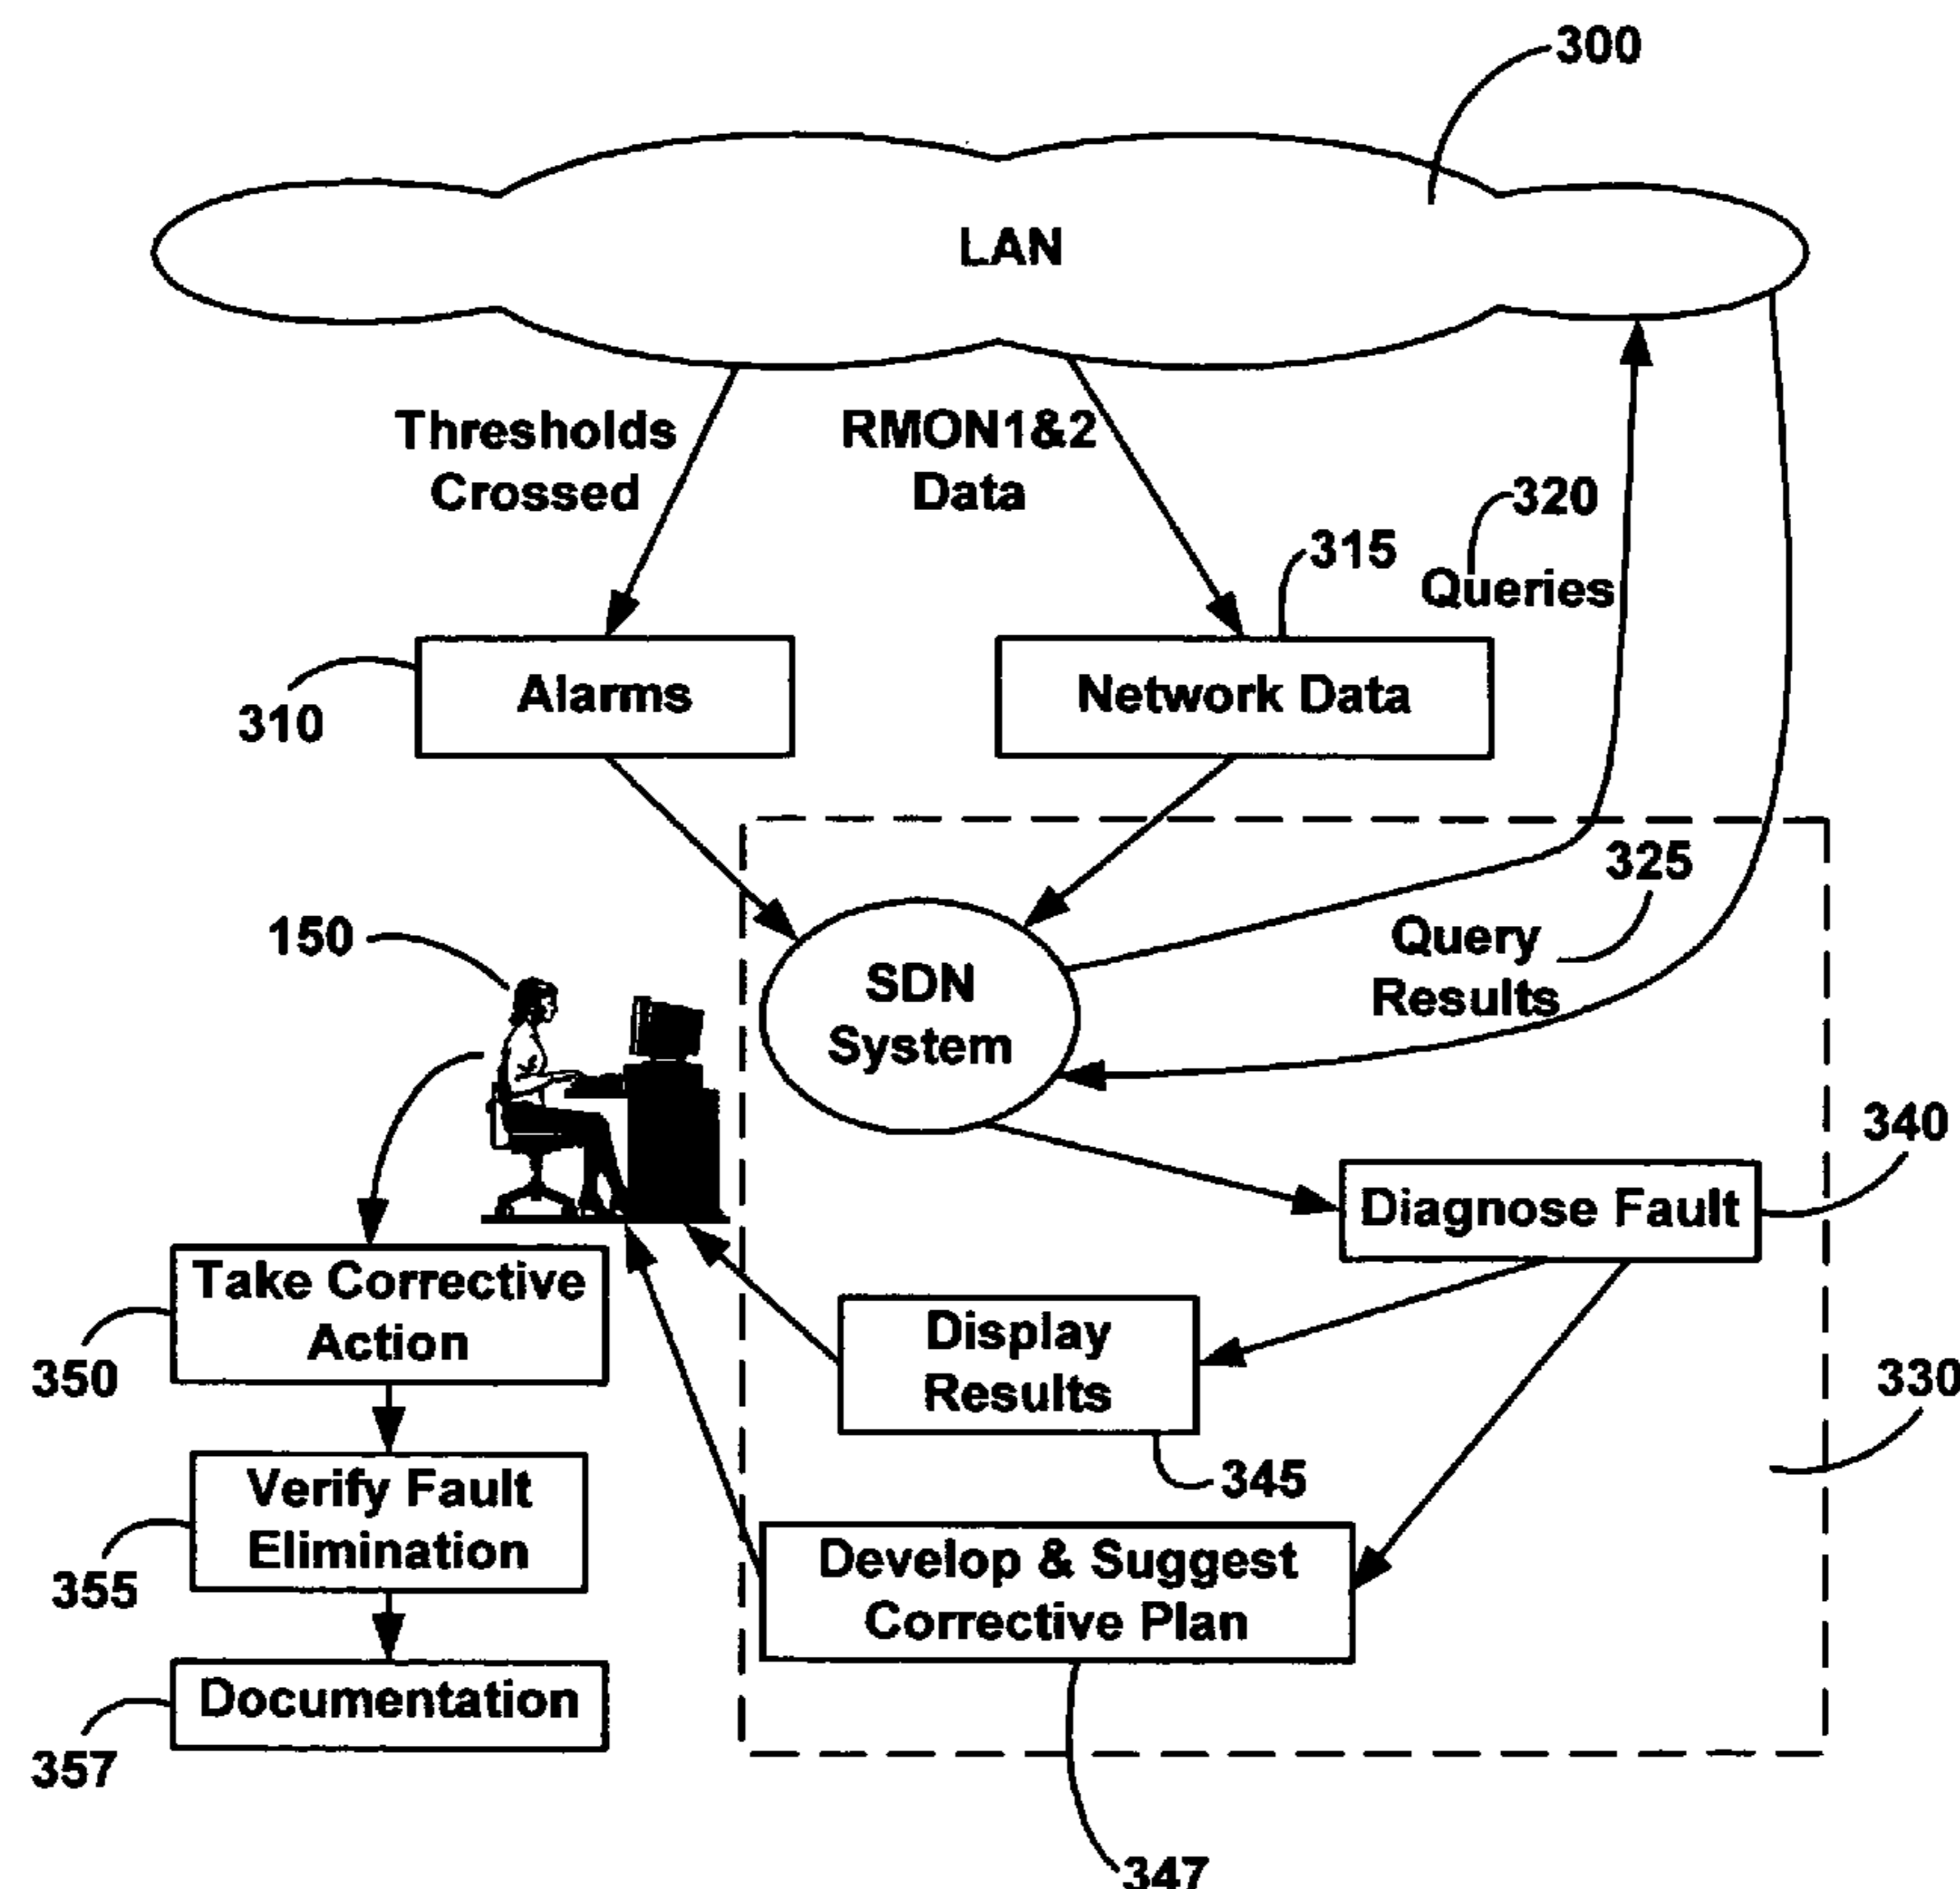 300
LAN
Thresholds
Crossed
RMON1&2
Data
320
Queries
315
Alarms
310
Network Data
325
Query
Results
150
SDN
System
340
Diagnose Fault
Take Corrective
Action
350
Display
Results
345
330
Verify Fault
Elimination
355
Develop & Suggest
Corrective Plan
Documentation
357
347